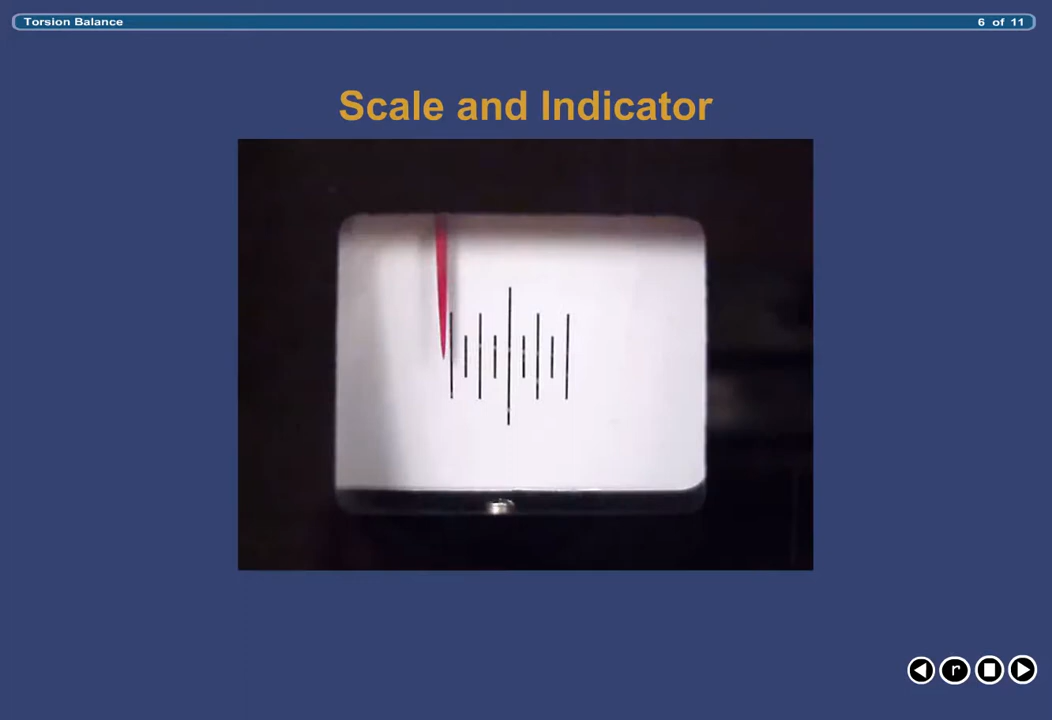 Torsion Balance
6 of 11
Scale and Indicator
r